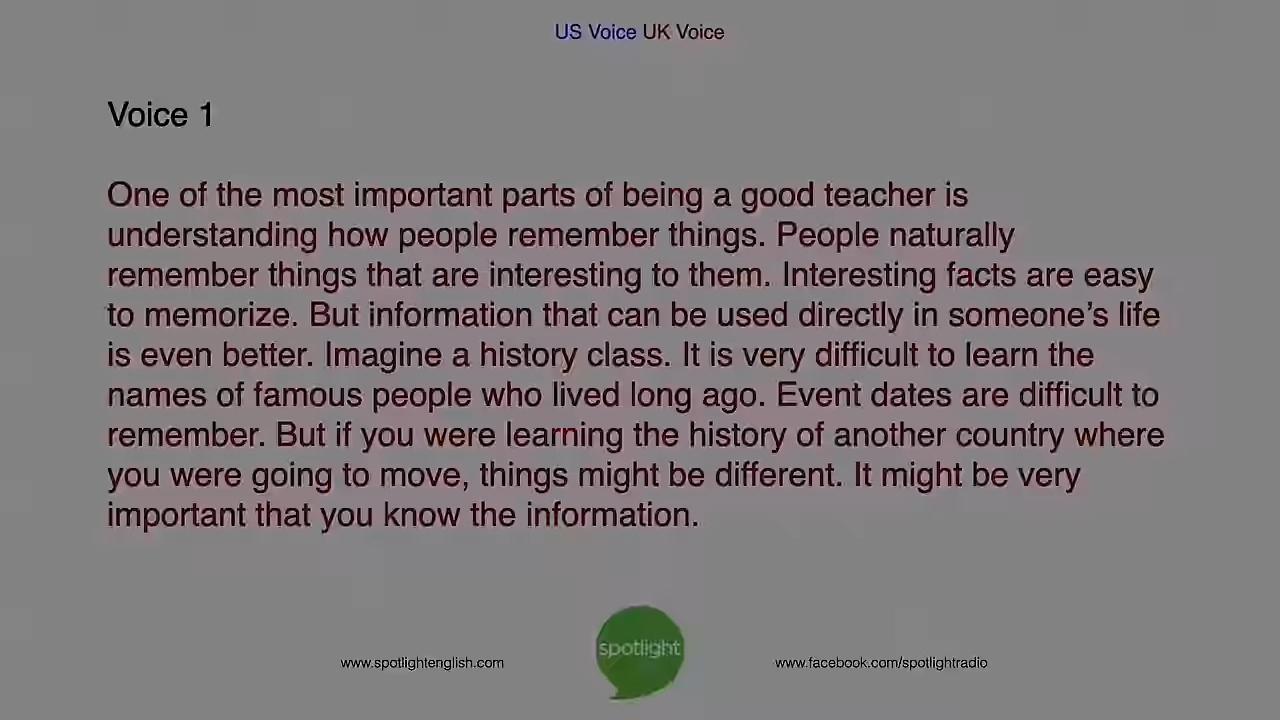 US Voice UK Voice
Voice 1
One of the most important parts of being a good teacher is
understanding how people remember things. People naturally
remember things that are interesting to them. Interesting facts are easy
to memorize. But information that can be used directly in someone’s life
is even better. Imagine a history class. It is very difficult to learn the
names of famous people who lived long ago. Event dates are difficult to
remember. But if you were learning the history of another country where
you were going to move, things might be different. It might be very
important that you know the information.
spotlight
www.spotlightenglish.com
www.facebook.com/spotlightradio